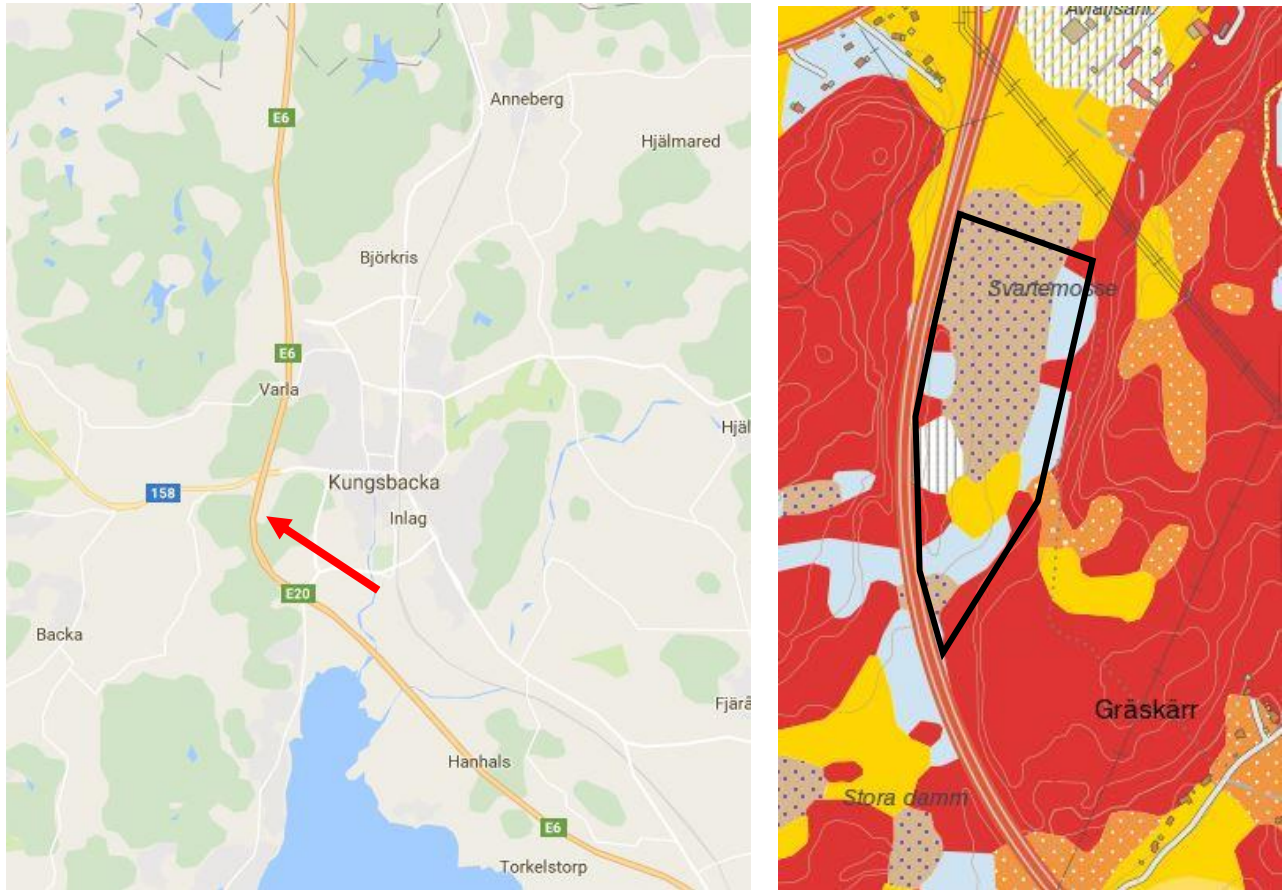 E6
Anneberg
Hjälmared
Björkris
E6
Varla
Hjäl
158
Kungsbacka
Inlag
E20
Backa
Fjärå
Hanhals
E6
Torkelstorp
Svartemosse
Gräskärr
Stora damm